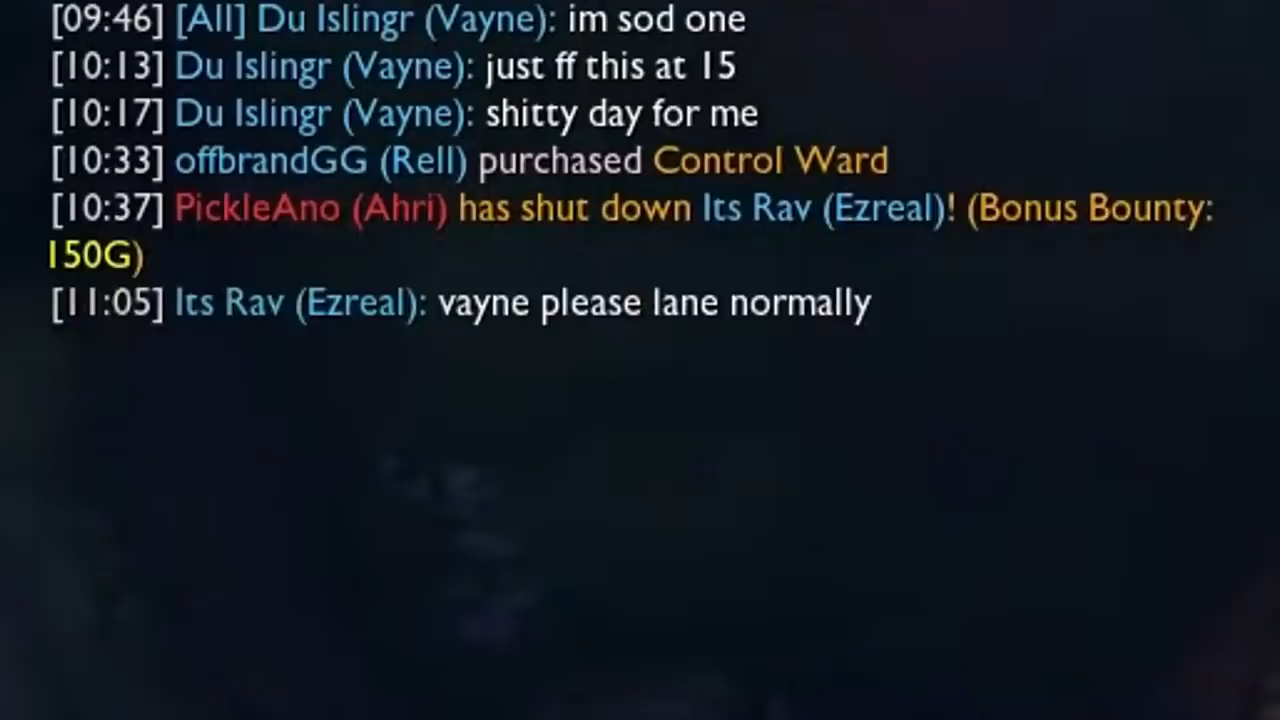 [09:46] [All] Du Islingr (Vayne): im sod one
[10:13] Du Islingr (Vayne): just ff this at 15
[10:17] Du Islingr (Vayne): shitty day for me
[10:33] offbrandGG (Rell) purchased Control Ward
[10:37] PickleAno (Ahri) has shut down Its Rav (Ezreal)! (Bonus Bounty:
150G)
[11:05] Its Rav (Ezreal): vayne please lane normally